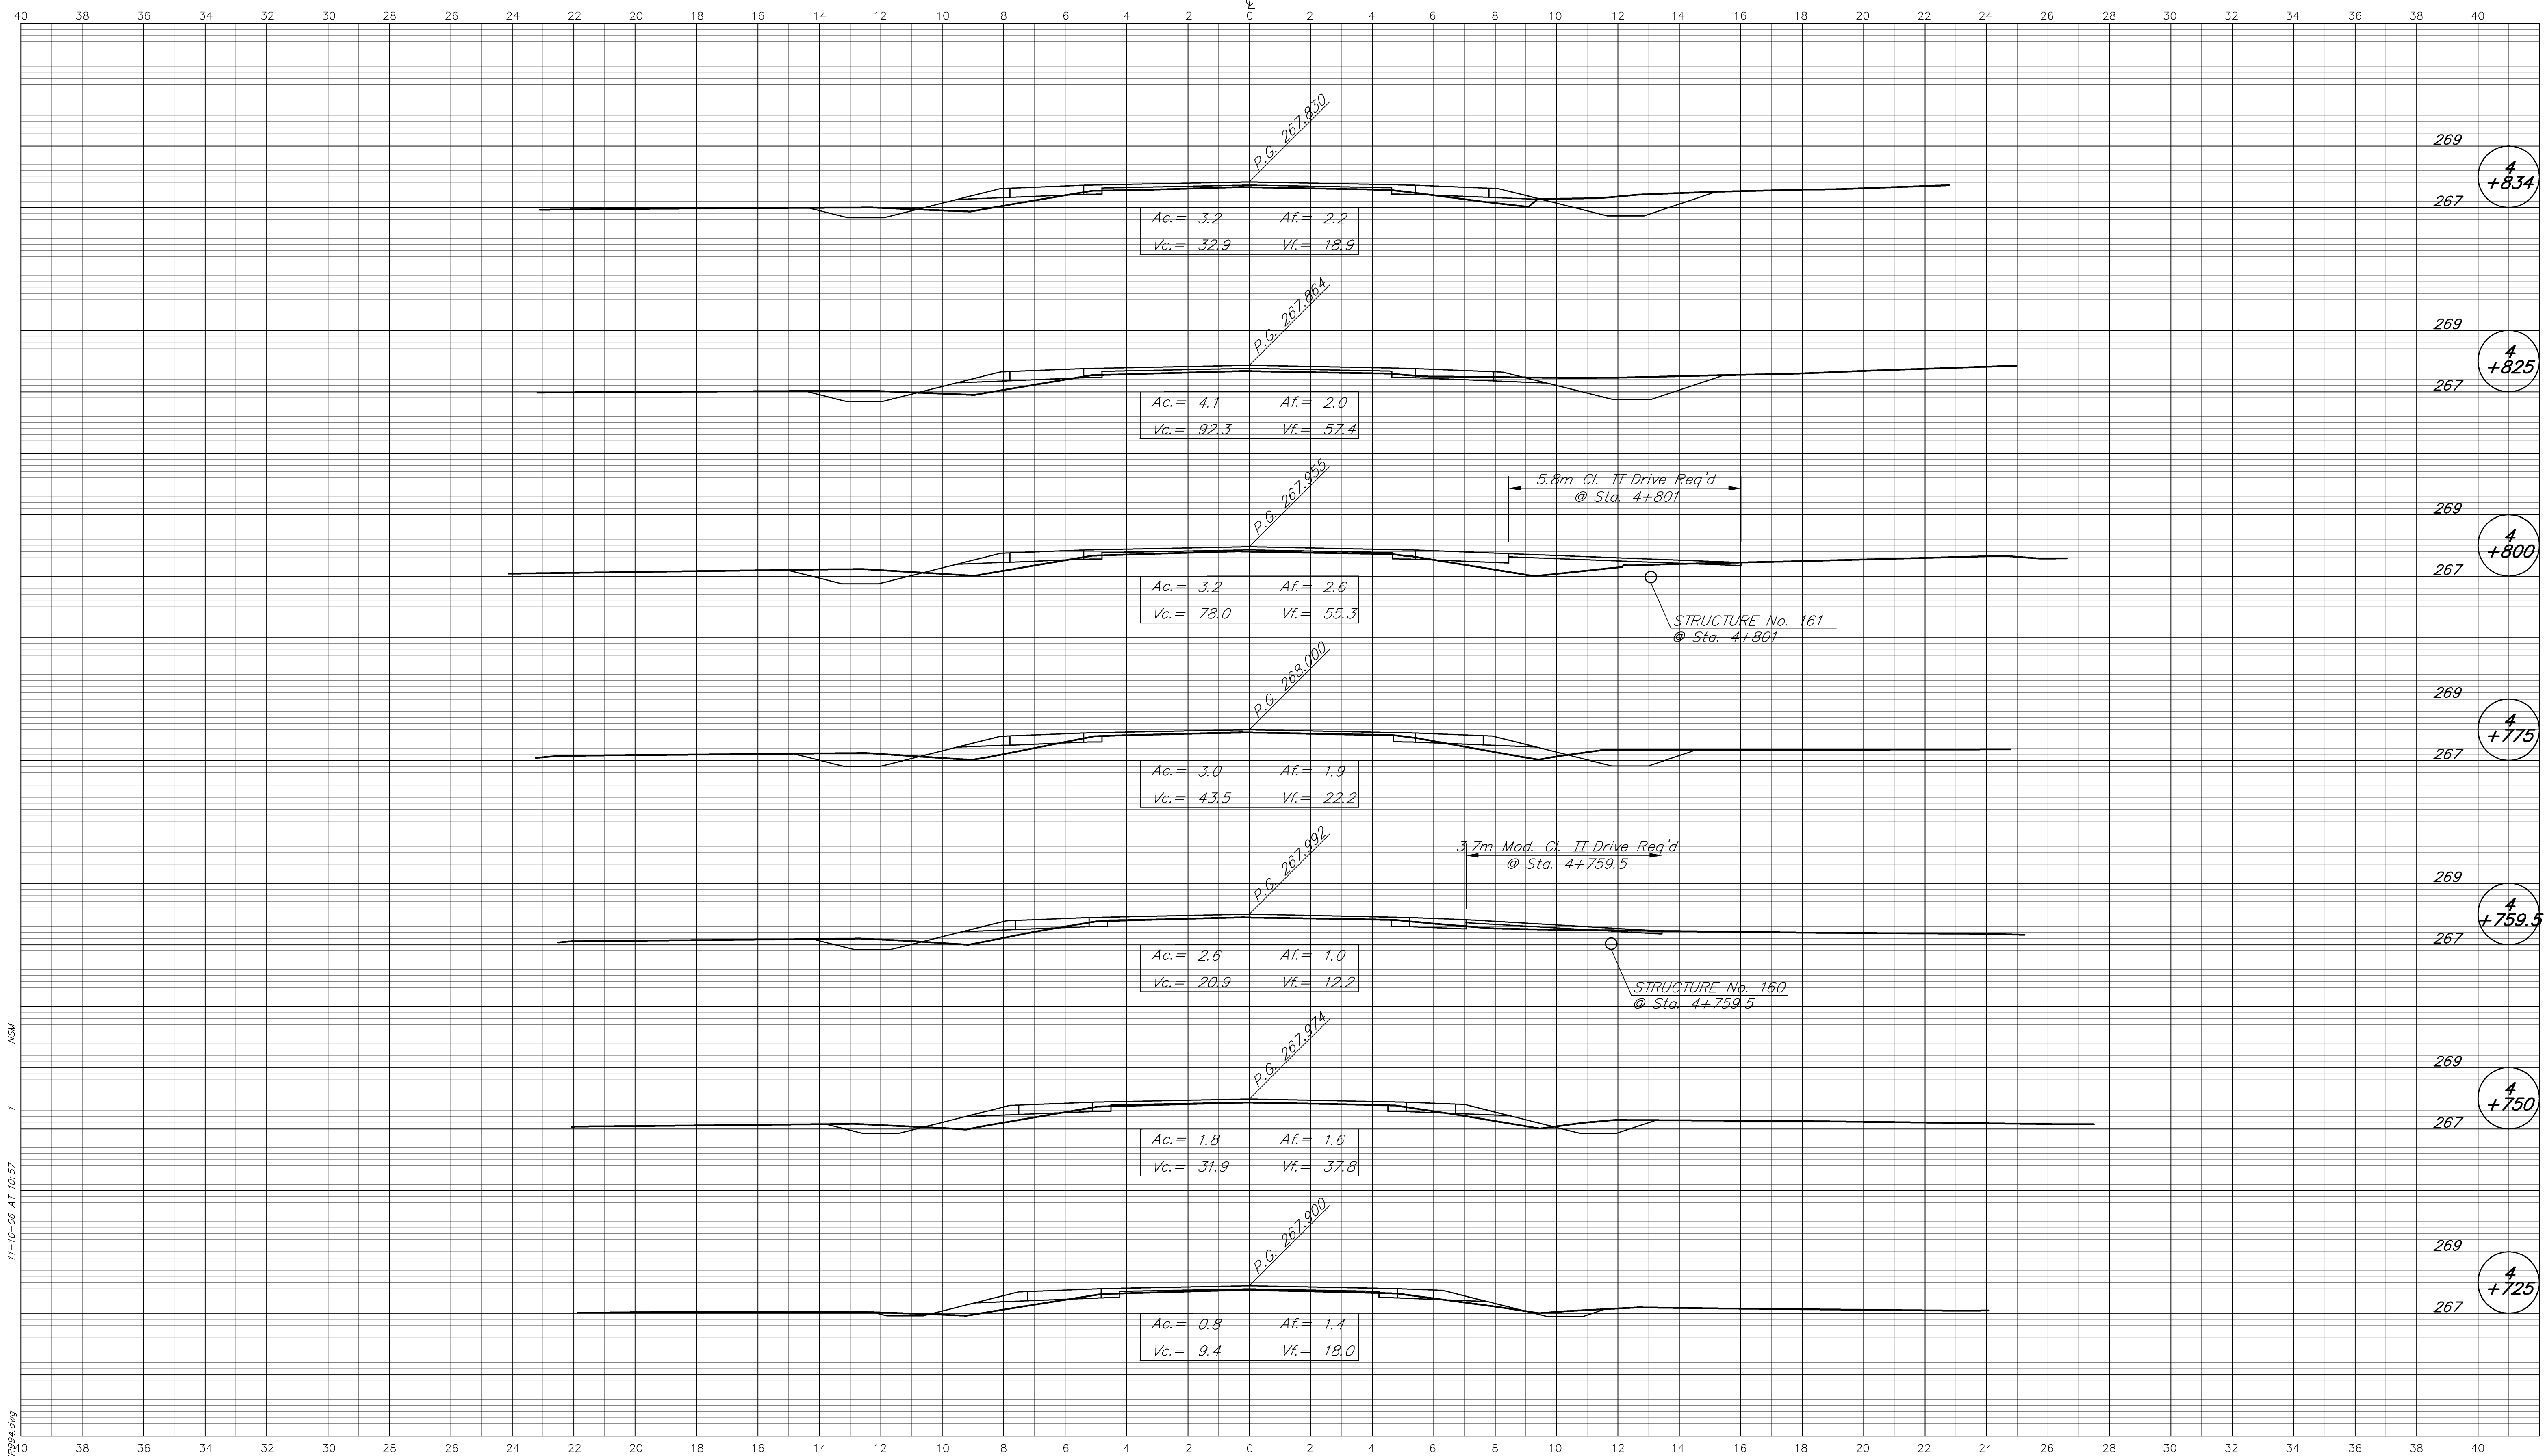 ℄
40 38 36 34 32 30 28 26 24 22 20 18 16 14 12 10 8 6 4 2 0 2 4 6 8 10 12 14 16 18 20 22 24 26 28 30 32 34 36 38 40
P.G. 267.830
269
4
+834
267
Ac.= 3.2 Af.= 2.2
Vc.= 32.9 Vf.= 18.9
P.G. 267.864
269
4
+825
267
Ac.= 4.1 Af.= 2.0
Vc.= 92.3 Vf.= 57.4
P.G. 267.955
5.8m Cl. II Drive Req'd
@ Sta. 4+801
269
4
+800
267
Ac.= 3.2 Af.= 2.6
Vc.= 78.0 Vf.= 55.3
STRUCTURE No. 161
@ Sta. 4+801
P.G. 268.000
269
4
+775
267
Ac.= 3.0 Af.= 1.9
Vc.= 43.5 Vf.= 22.2
P.G. 267.992
3.7m Mod. Cl. II Drive Req'd
@ Sta. 4+759.5
269
4
+759.5
267
Ac.= 2.6 Af.= 1.0
Vc.= 20.9 Vf.= 12.2
STRUCTURE No. 160
@ Sta. 4+759.5
P.G. 267.974
269
4
+750
267
Ac.= 1.8 Af.= 1.6
Vc.= 31.9 Vf.= 37.8
P.G. 267.900
269
4
+725
267
Ac.= 0.8 Af.= 1.4
Vc.= 9.4 Vf.= 18.0
40 38 36 34 32 30 28 26 24 22 20 18 16 14 12 10 8 6 4 2 0 2 4 6 8 10 12 14 16 18 20 22 24 26 28 30 32 34 36 38 40
11-10-06 AT 10:57 1 NSM